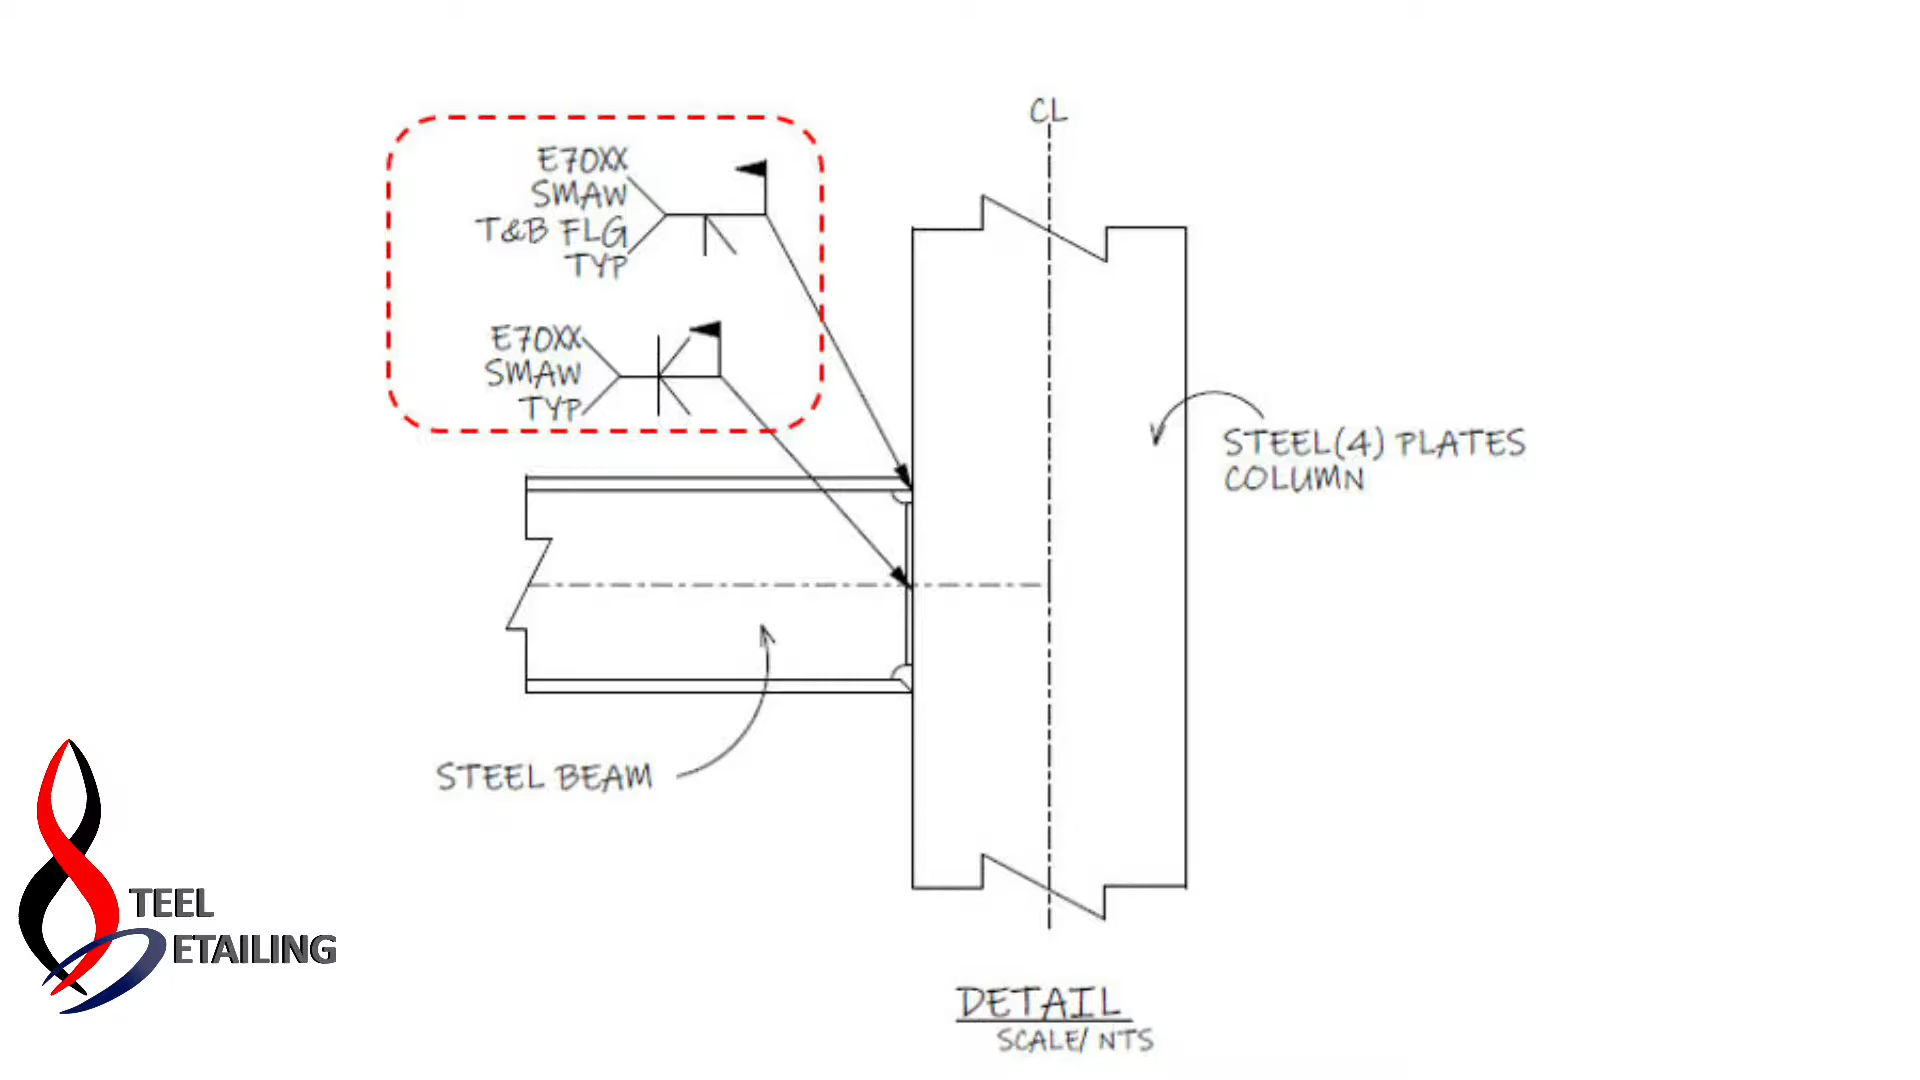 CL
E70XX
SMAW
T&B FLG
TYP
E70XX
SMAW
TYP
STEEL(4) PLATES
COLUMN
STEEL BEAM
TEEL
ETAILING
DETAIL
SCALE/ NTS